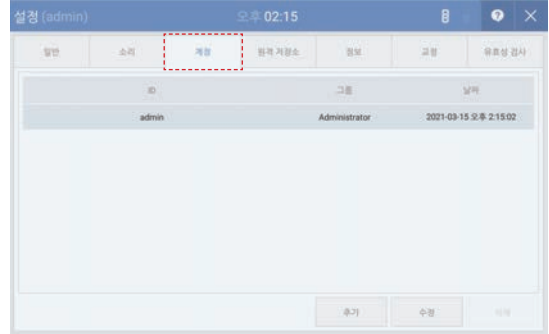 설정 (admin) 오후 02:15 ?
일반 소리 계정 원격 저장소 정보 교정 유효성 검사
ID 그룹 날짜
admin Administrator 2021-03-15 오후 2:15:02
추가 수정 삭제